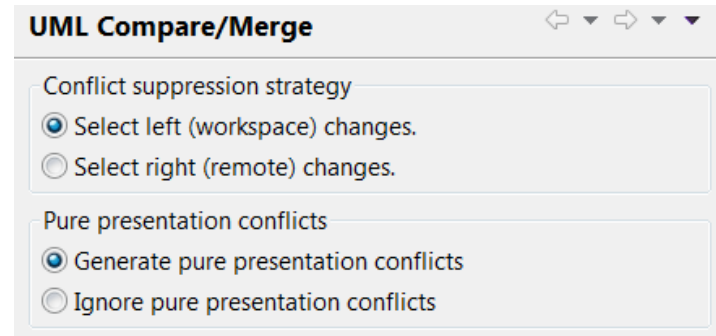 UML Compare/Merge
Conflict suppression strategy
Select left (workspace) changes.
Select right (remote) changes.
Pure presentation conflicts
Generate pure presentation conflicts
Ignore pure presentation conflicts